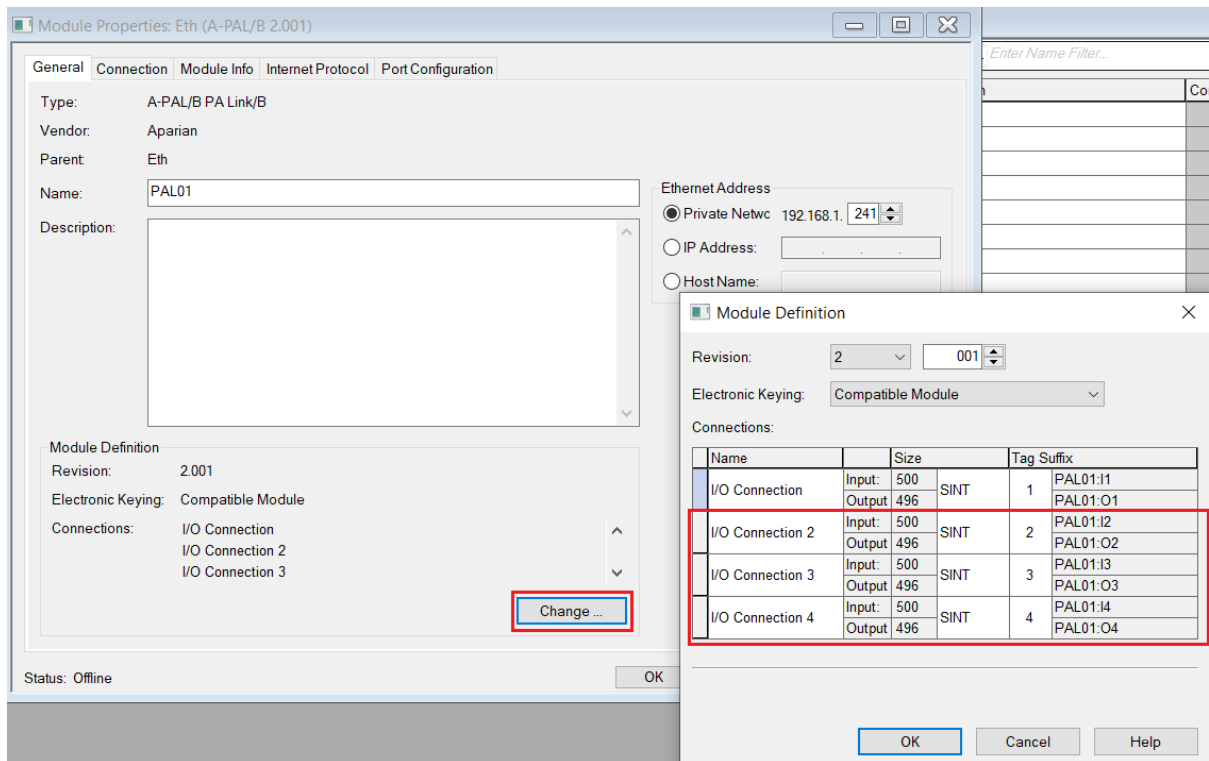 Module Properties: Eth (A-PAL/B 2.001)
Enter Name Filter...
General Connection Module Info Internet Protocol Port Configuration
Type: A-PAL/B PA Link/B
Vendor: Aparian
Parent: Eth
Name: PAL01
Description:
Ethernet Address
Private Netwc 192.168.1. 241
IP Address: . . .
Host Name:
Module Definition
Revision: 2.001
Electronic Keying: Compatible Module
Connections: I/O Connection
I/O Connection 2
I/O Connection 3
Change ...
Status: Offline
OK
Module Definition
Revision: 2 001
Electronic Keying: Compatible Module
Connections:
Name Size Tag Suffix
I/O Connection Input: 500 SINT 1 PAL01:I1
Output 496 PAL01:O1
I/O Connection 2 Input: 500 SINT 2 PAL01:I2
Output 496 PAL01:O2
I/O Connection 3 Input: 500 SINT 3 PAL01:I3
Output 496 PAL01:O3
I/O Connection 4 Input: 500 SINT 4 PAL01:I4
Output 496 PAL01:O4
OK Cancel Help